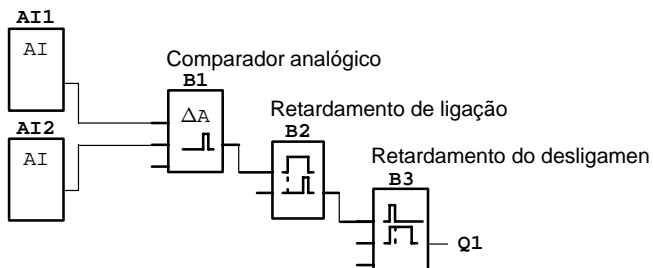 AI1
AI
Comparador analógico
B1
ΔA
AI2
AI
Retardamento de ligação
B2
Retardamento do desligamen
B3
Q1